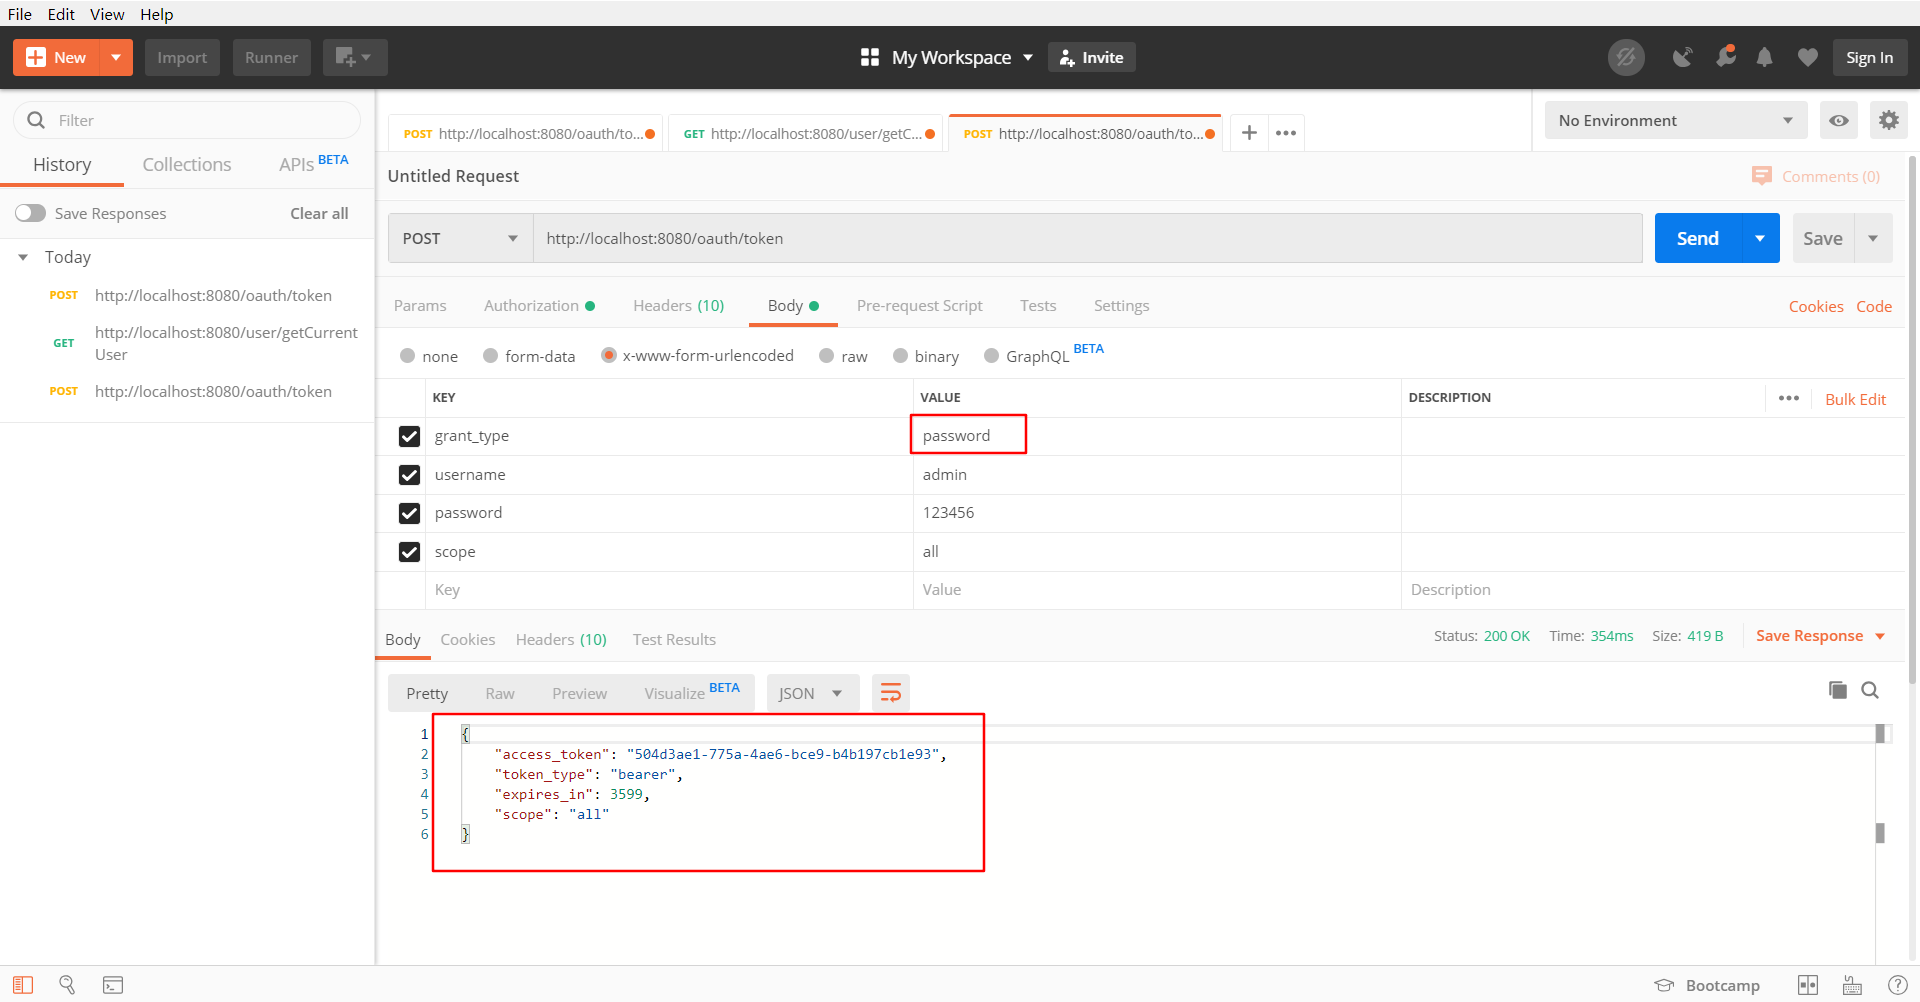 File Edit View Help
New Import Runner My Workspace Invite Sign In
Filter
History Collections APIs BETA
Save Responses Clear all
Today
POST http://localhost:8080/oauth/token
GET http://localhost:8080/user/getCurrent
User
POST http://localhost:8080/oauth/token
POST http://localhost:8080/oauth/to... GET http://localhost:8080/user/getC... POST http://localhost:8080/oauth/to... + •••
No Environment
Untitled Request Comments (0)
POST http://localhost:8080/oauth/token Send Save
Params Authorization Headers (10) Body Pre-request Script Tests Settings Cookies Code
none form-data x-www-form-urlencoded raw binary GraphQL BETA
KEY VALUE DESCRIPTION ••• Bulk Edit
grant_type password
username admin
password 123456
scope all
Key Value Description
Body Cookies Headers (10) Test Results Status: 200 OK Time: 354ms Size: 419 B Save Response
Pretty Raw Preview Visualize BETA JSON
1 {
2 "access_token": "504d3ae1-775a-4ae6-bce9-b4b197cb1e93",
3 "token_type": "bearer",
4 "expires_in": 3599,
5 "scope": "all"
6 }
Bootcamp